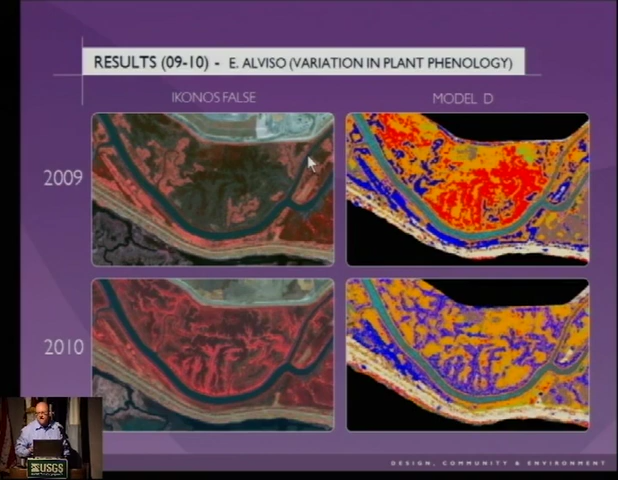 RESULTS (09-10) - E. ALVISO (VARIATION IN PLANT PHENOLOGY)
IKONOS FALSE MODEL D
2009
2010
USGS
DESIGN, COMMUNITY & ENVIRONMENT